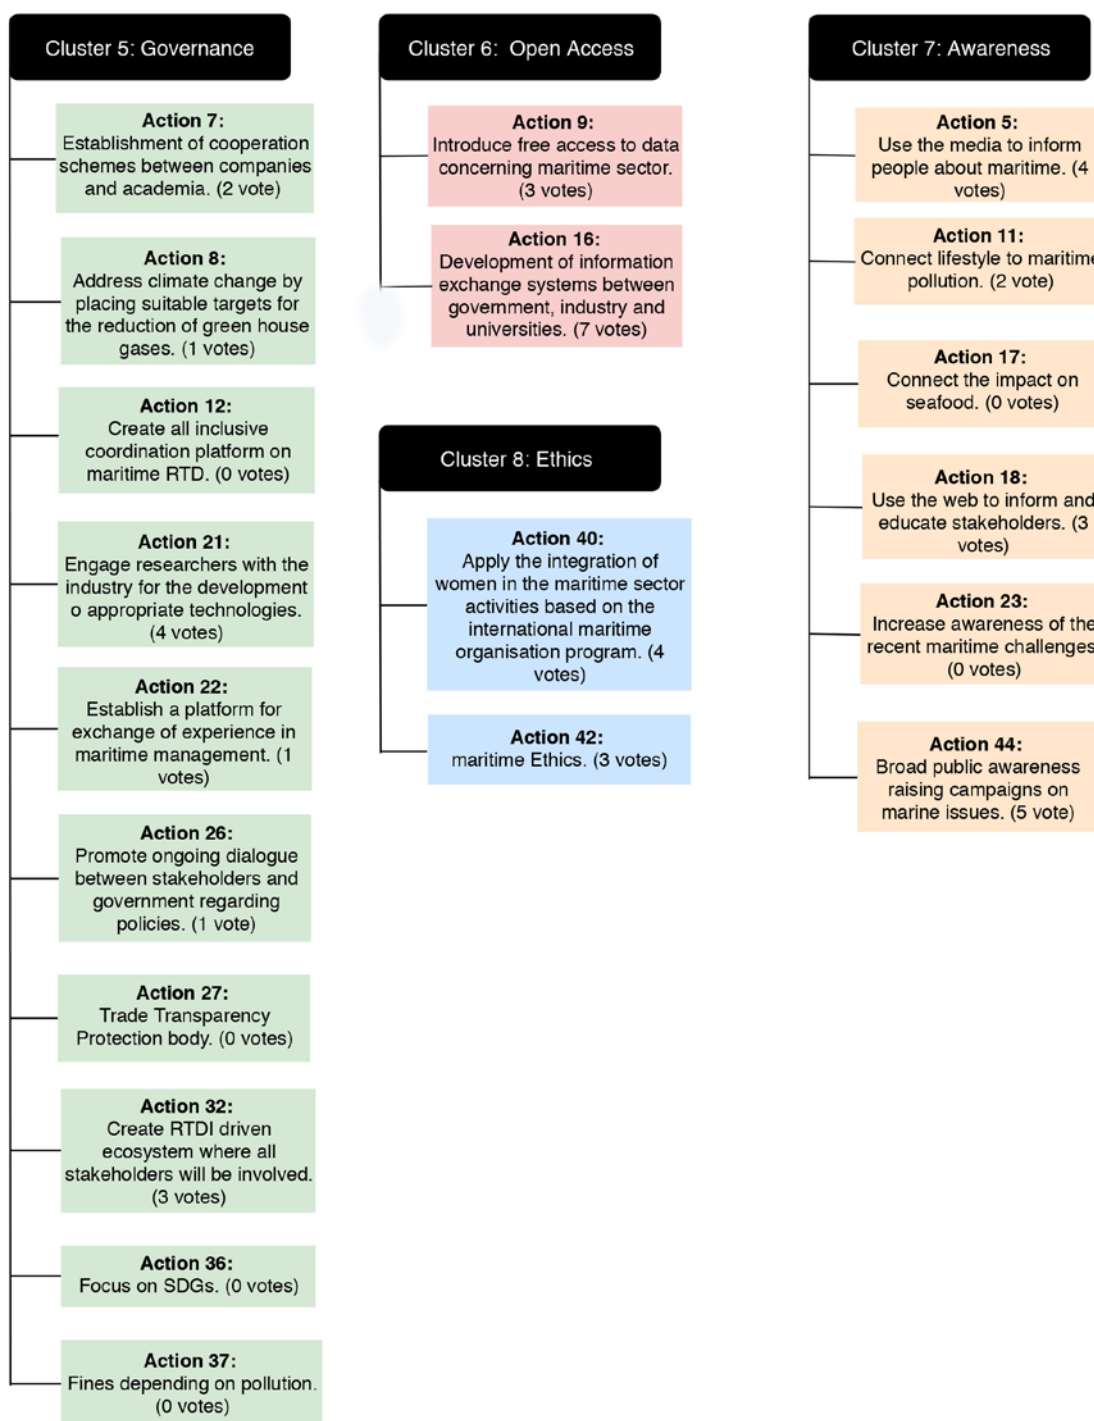 Cluster 5: Governance
Action 7:
Establishment of cooperation
schemes between companies
and academia. (2 vote)
Action 8:
Address climate change by
placing suitable targets for
the reduction of green house
gases. (1 votes)
Action 12:
Create all inclusive
coordination platform on
maritime RTD. (0 votes)
Action 21:
Engage researchers with the
industry for the development
o appropriate technologies.
(4 votes)
Action 22:
Establish a platform for
exchange of experience in
maritime management. (1
votes)
Action 26:
Promote ongoing dialogue
between stakeholders and
government regarding
policies. (1 vote)
Action 27:
Trade Transparency
Protection body. (0 votes)
Action 32:
Create RTDI driven
ecosystem where all
stakeholders will be involved.
(3 votes)
Action 36:
Focus on SDGs. (0 votes)
Action 37:
Fines depending on pollution.
(0 votes)
Cluster 6: Open Access
Action 9:
Introduce free access to data
concerning maritime sector.
(3 votes)
Action 16:
Development of information
exchange systems between
government, industry and
universities. (7 votes)
Cluster 8: Ethics
Action 40:
Apply the integration of
women in the maritime sector
activities based on the
international maritime
organisation program. (4
votes)
Action 42:
maritime Ethics. (3 votes)
Cluster 7: Awareness
Action 5:
Use the media to inform
people about maritime. (4
votes)
Action 11:
Connect lifestyle to maritime
pollution. (2 vote)
Action 17:
Connect the impact on
seafood. (0 votes)
Action 18:
Use the web to inform and
educate stakeholders. (3
votes)
Action 23:
Increase awareness of the
recent maritime challenges
(0 votes)
Action 44:
Broad public awareness
raising campaigns on
marine issues. (5 vote)